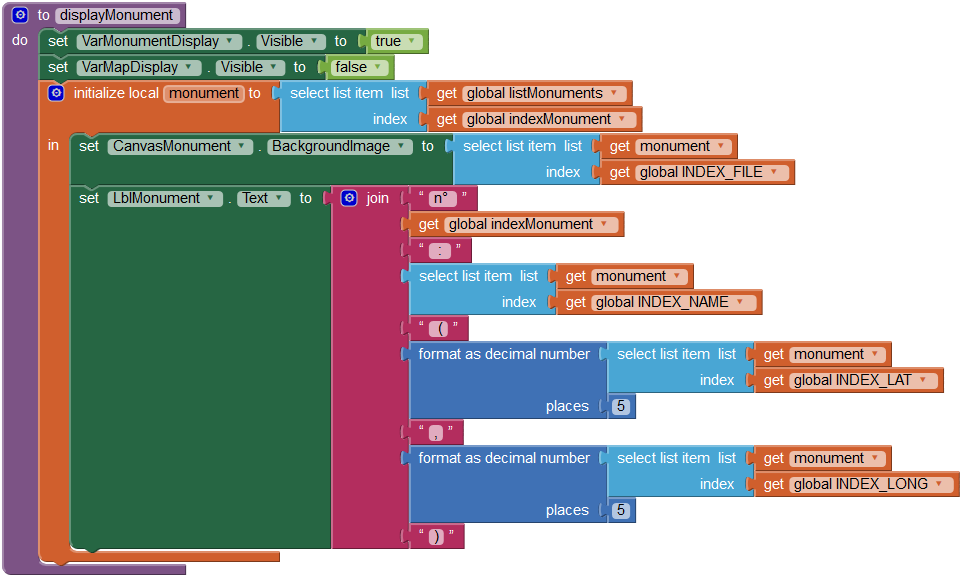 to displayMonument
do set VarMonumentDisplay . Visible to true
set VarMapDisplay . Visible to false
initialize local monument to select list item list get global listMonuments
index get global indexMonument
in set CanvasMonument . BackgroundImage to select list item list get monument
index get global INDEX_FILE
set LblMonument . Text to join “ n° ”
get global indexMonument
“ : ”
select list item list get monument
index get global INDEX_NAME
“ ( ”
format as decimal number select list item list get monument
index get global INDEX_LAT
places 5
“ , ”
format as decimal number select list item list get monument
index get global INDEX_LONG
places 5
“ ) ”